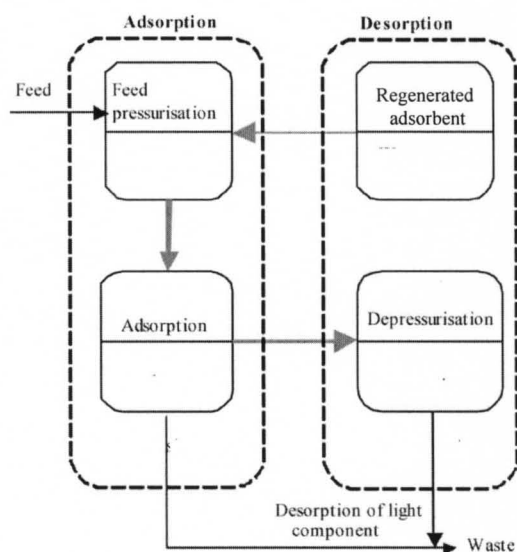 Adsorption
Desorption
Feed
Feed
pressurisation
Regenerated
adsorbent
Adsorption
Depressurisation
Desorption of light
component
Waste